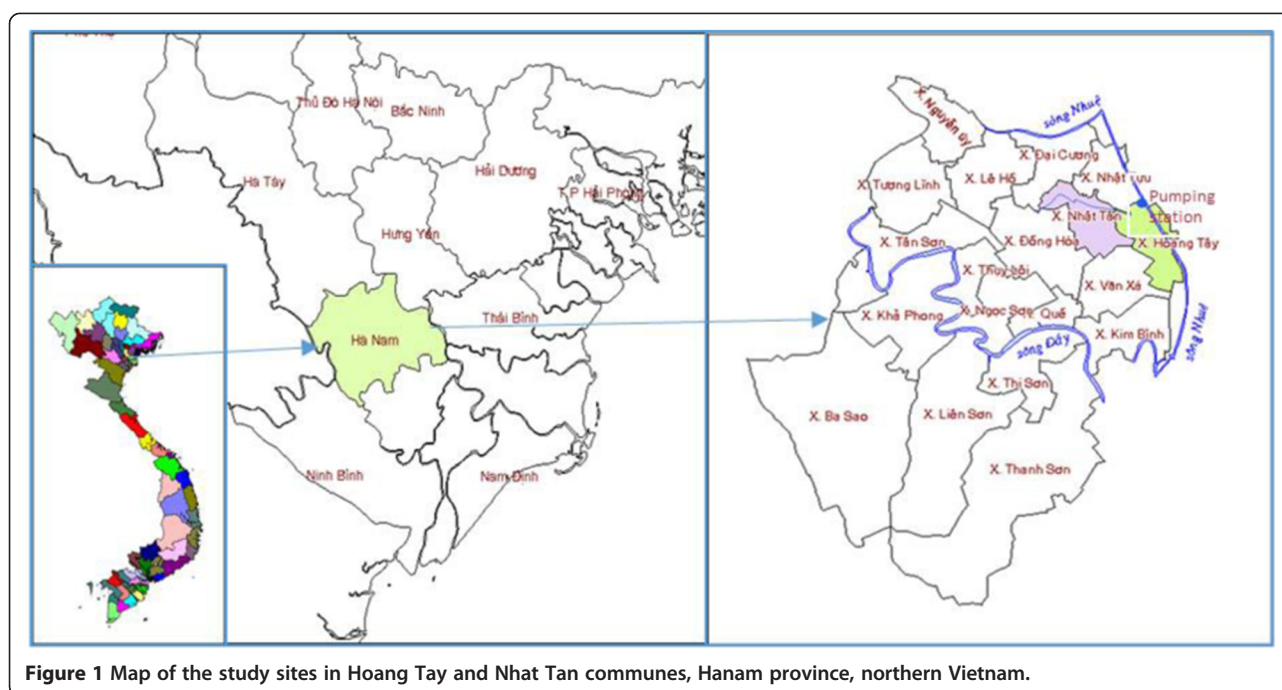 Thủ Đô Hà Nội
Bắc Ninh
Hà Tây
Hải Dương
T.P Hải Phòng
Hưng Yên
Thái Bình
Hà Nam
Ninh Bình
Nam Định
X. Nguyễn Úy
sông Nhuệ
X. Đại Cương
X. Lê Hồ
X. Nhật Tựu
X. Tượng Lĩnh
Pumping
station
X. Nhật Tân
X. Tân Sơn
X. Đồng Hóa
X. Hoàng Tây
X. Thụy Lôi
X. Văn Xá
X. Khả Phong
X. Ngọc Sơn
Quế
X. Kim Bình
sông Nhuệ
sông Đáy
X. Thi Sơn
X. Ba Sao
X. Liên Sơn
X. Thanh Sơn
Figure 1 Map of the study sites in Hoang Tay and Nhat Tan communes, Hanam province, northern Vietnam.